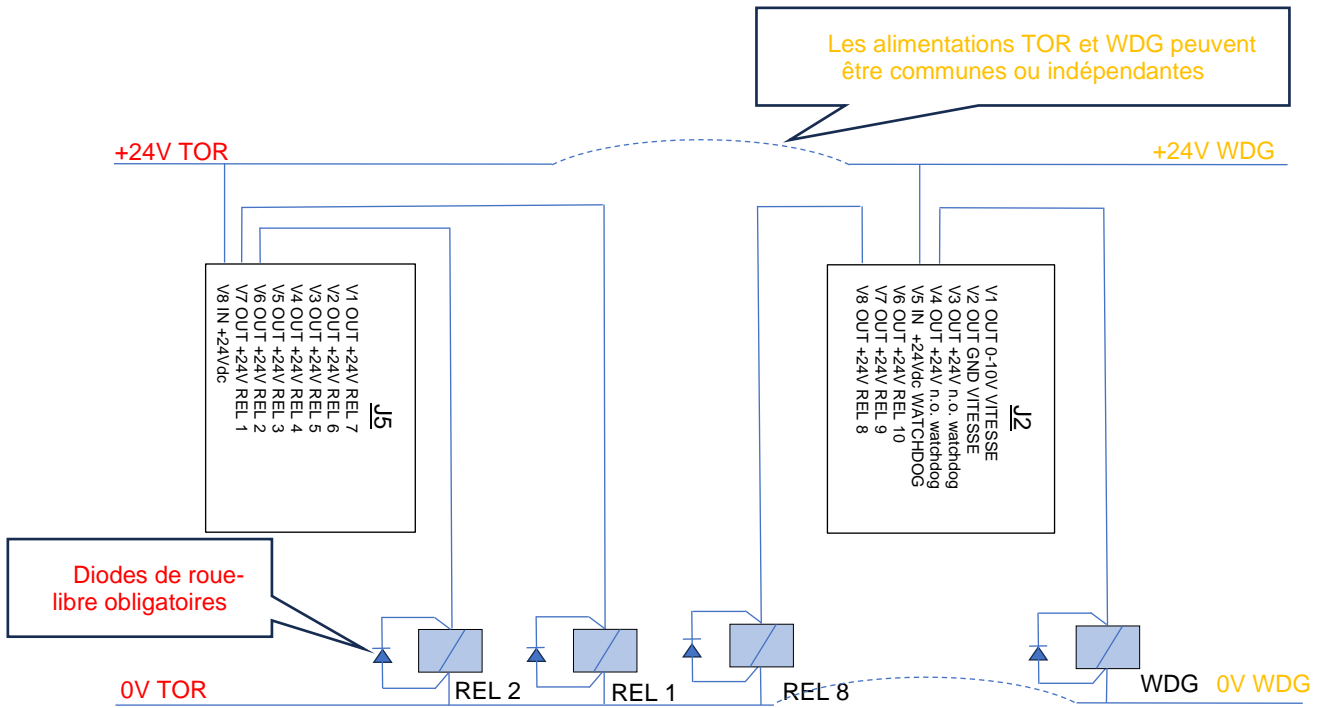 Les alimentations TOR et WDG peuvent
être communes ou indépendantes
+24V TOR
+24V WDG
J5
V1 OUT +24V REL 7
V2 OUT +24V REL 6
V3 OUT +24V REL 5
V4 OUT +24V REL 4
V5 OUT +24V REL 3
V6 OUT +24V REL 2
V7 OUT +24V REL 1
V8 IN +24Vdc
J2
V1 OUT 0-10V VITESSE
V2 OUT GND VITESSE
V3 OUT +24V n.o. watchdog
V4 OUT +24V n.o. watchdog
V5 IN +24Vdc WATCHDOG
V6 OUT +24V REL 10
V7 OUT +24V REL 9
V8 OUT +24V REL 8
Diodes de roue-
libre obligatoires
0V TOR
REL 2
REL 1
REL 8
WDG
0V WDG